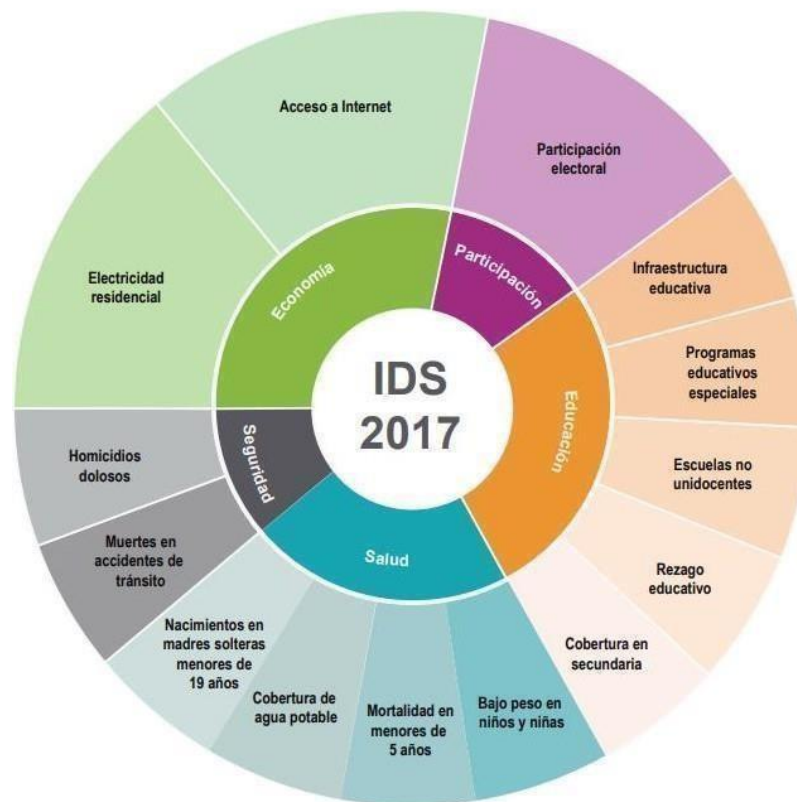 Acceso a Internet
Participación
electoral
Infraestructura
educativa
Programas
educativos
especiales
Escuelas no
unidocentes
Rezago
educativo
Cobertura en
secundaria
Bajo peso en
niños y niñas
Mortalidad en
menores de
5 años
Cobertura de
agua potable
Nacimientos en
madres solteras
menores de
19 años
Muertes en
accidentes de
tránsito
Homicidios
dolosos
Electricidad
residencial
Economía
Participación
Educación
Salud
Seguridad
IDS
2017